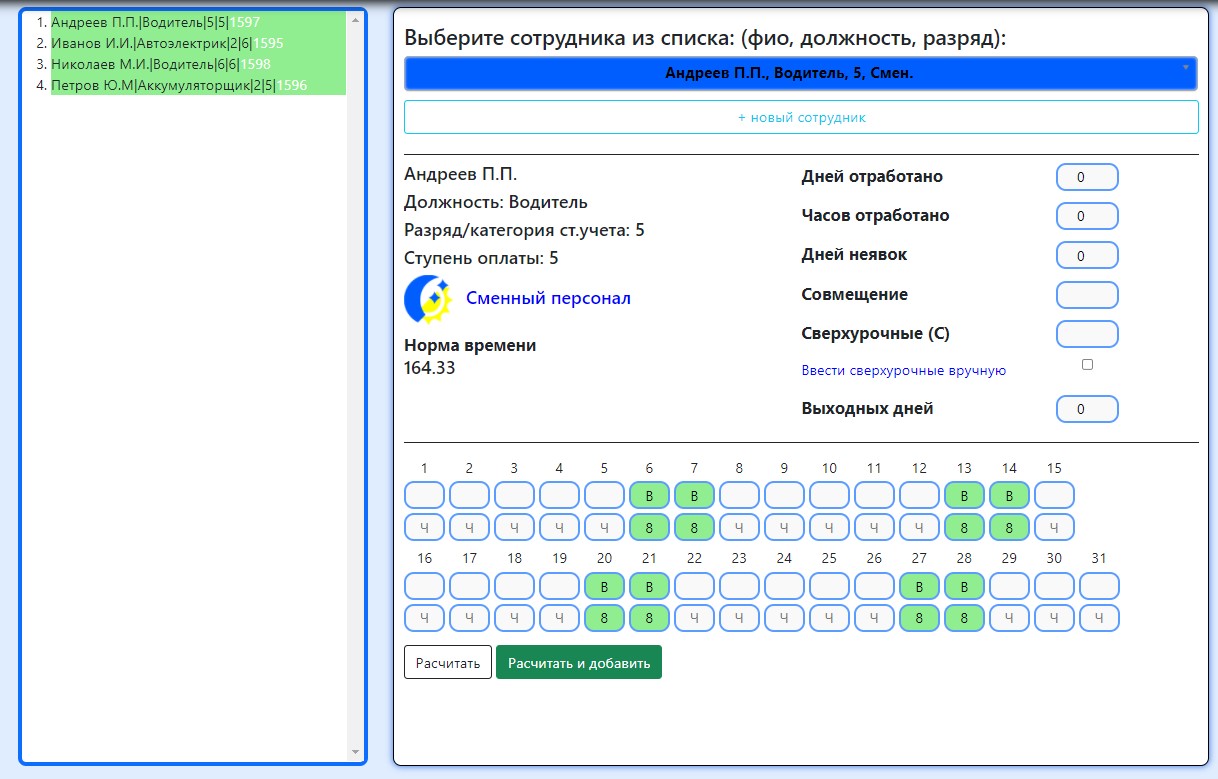 1. Андреев П.П.|Водитель|5|5|1597
2. Иванов И.И.|Автоэлектрик|2|6|1595
3. Николаев М.И.|Водитель|6|6|1598
4. Петров Ю.М|Аккумуляторщик|2|5|1596
Выберите сотрудника из списка: (фио, должность, разряд):
Андреев П.П., Водитель, 5, Смен.
+ новый сотрудник
Андреев П.П.
Должность: Водитель
Разряд/категория ст.учета: 5
Ступень оплаты: 5
Сменный персонал
Норма времени
164.33
Дней отработано 0
Часов отработано 0
Дней неявок 0
Совмещение
Сверхурочные (С)
Ввести сверхурочные вручную
Выходных дней 0
1 2 3 4 5 6 7 8 9 10 11 12 13 14 15
В В В В
Ч Ч Ч Ч Ч 8 8 Ч Ч Ч Ч Ч 8 8 Ч
16 17 18 19 20 21 22 23 24 25 26 27 28 29 30 31
В В В В
Ч Ч Ч Ч 8 8 Ч Ч Ч Ч Ч 8 8 Ч Ч Ч
Расчитать Расчитать и добавить